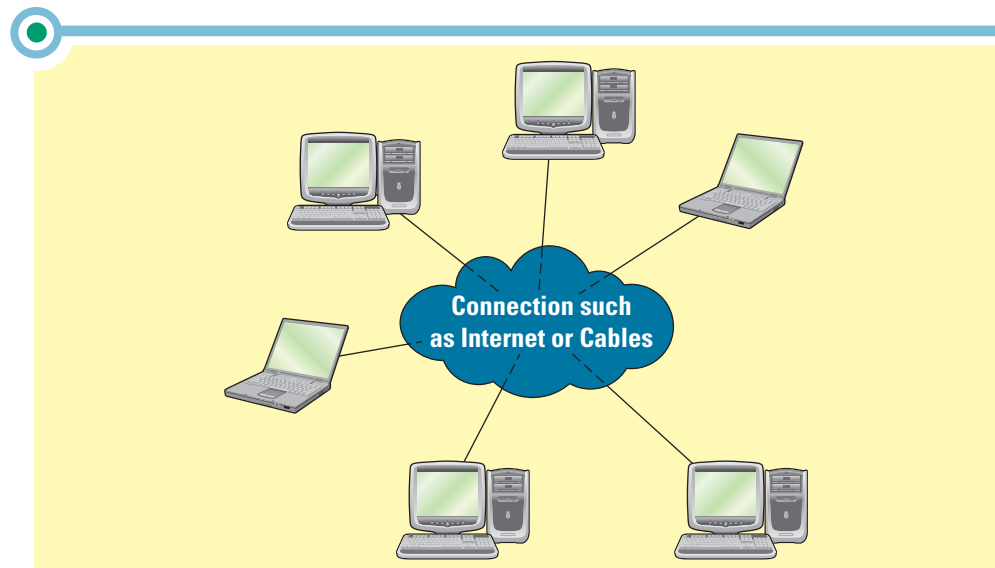 Connection such
as Internet or Cables